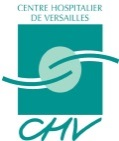 CENTRE HOSPITALIER
DE VERSAILLES
CHV